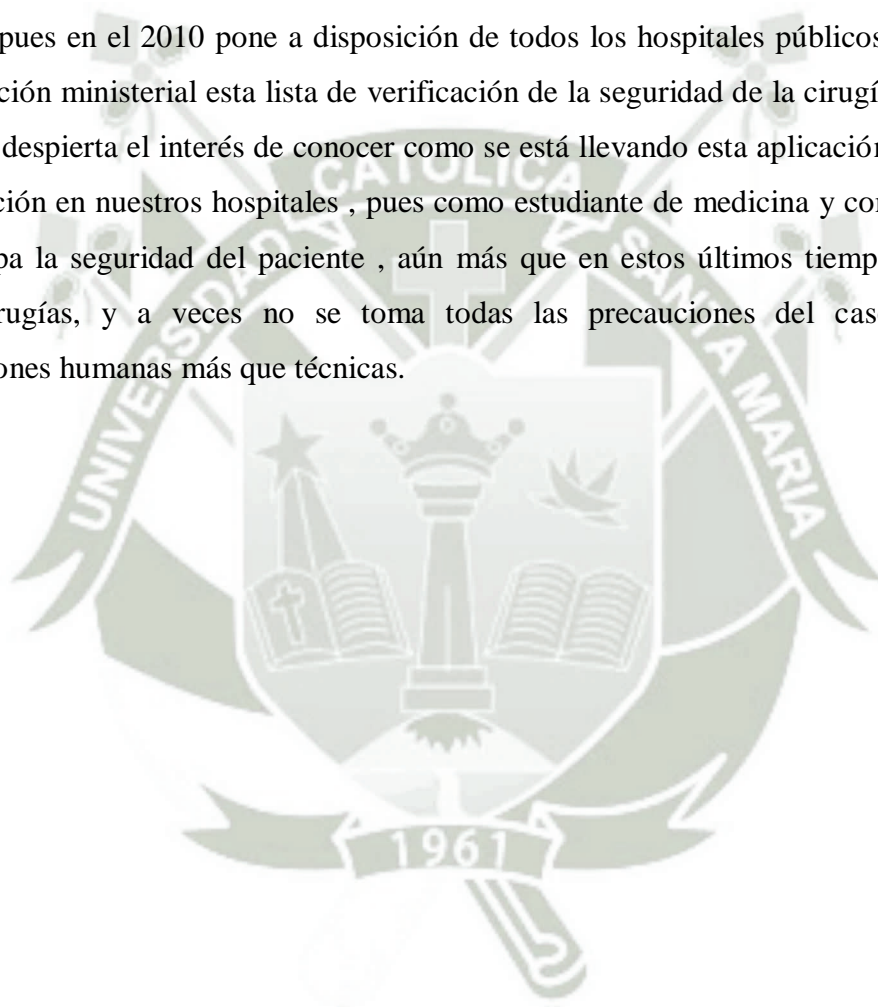 pues en el 2010 pone a disposición de todos los hospitales públicos
ción ministerial esta lista de verificación de la seguridad de la cirugí
despierta el interés de conocer como se está llevando esta aplicación
ción en nuestros hospitales , pues como estudiante de medicina y con
pa la seguridad del paciente , aún más que en estos últimos tiemp
rugías, y a veces no se toma todas las precauciones del caso
ones humanas más que técnicas.
UNIVERSIDAD CATOLICA SANTA MARIA
1961